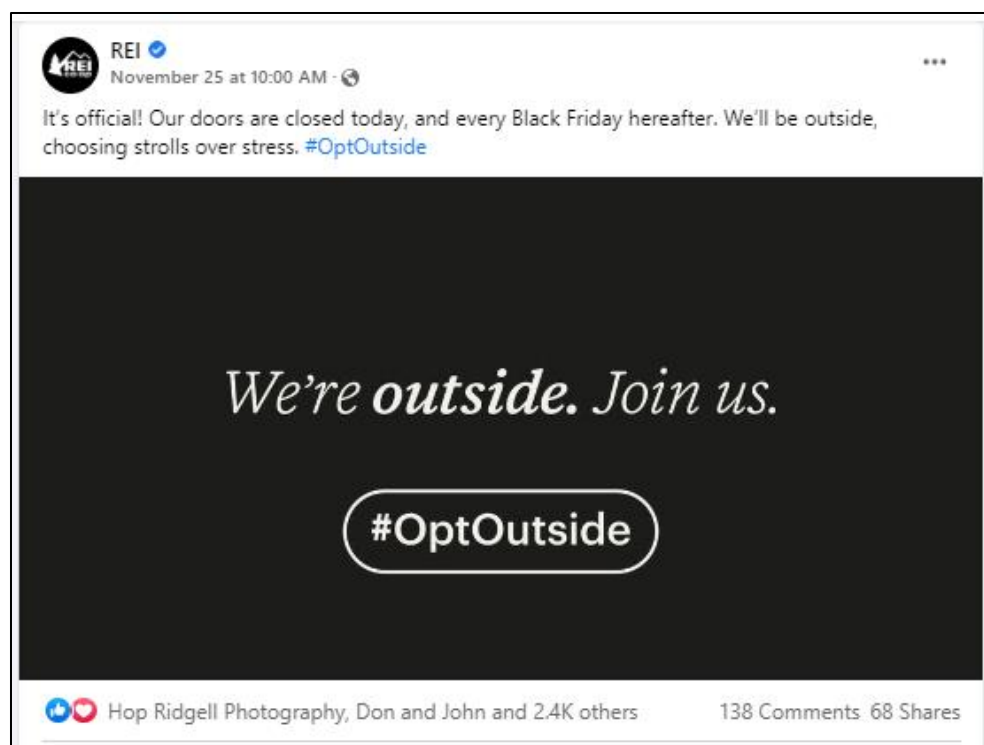 REI
November 25 at 10:00 AM ·
It's official! Our doors are closed today, and every Black Friday hereafter. We'll be outside,
choosing strolls over stress. #OptOutside
We're outside. Join us.
#OptOutside
Hop Ridgell Photography, Don and John and 2.4K others 138 Comments 68 Shares